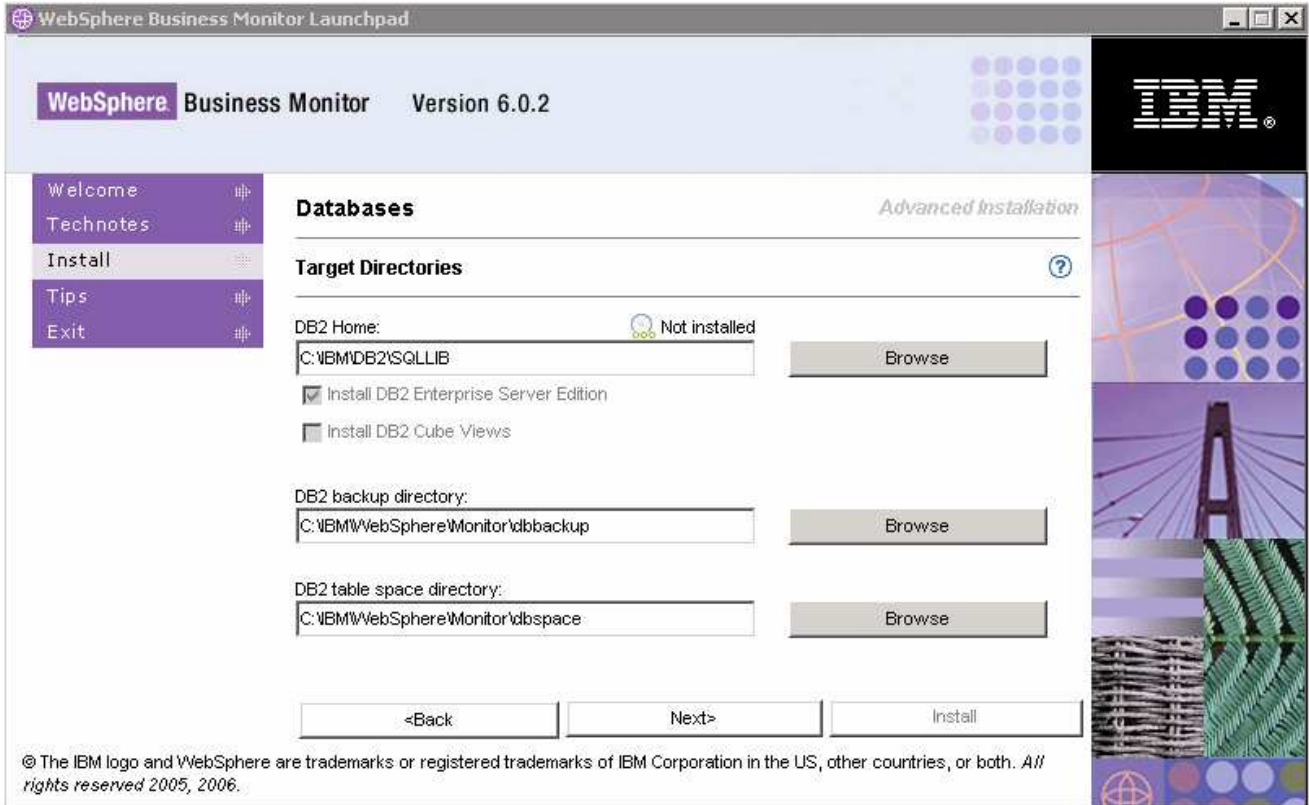 WebSphere Business Monitor Launchpad
WebSphere. Business Monitor Version 6.0.2
IBM®
Welcome
Technotes
Install
Tips
Exit
Databases Advanced Installation
Target Directories ?
DB2 Home: Not installed
C:\IBM\DB2\SQLLIB Browse
Install DB2 Enterprise Server Edition
Install DB2 Cube Views
DB2 backup directory:
C:\IBM\WebSphere\Monitor\dbbackup Browse
DB2 table space directory:
C:\IBM\WebSphere\Monitor\dbspace Browse
<Back Next> Install
© The IBM logo and WebSphere are trademarks or registered trademarks of IBM Corporation in the US, other countries, or both. All
rights reserved 2005, 2006.